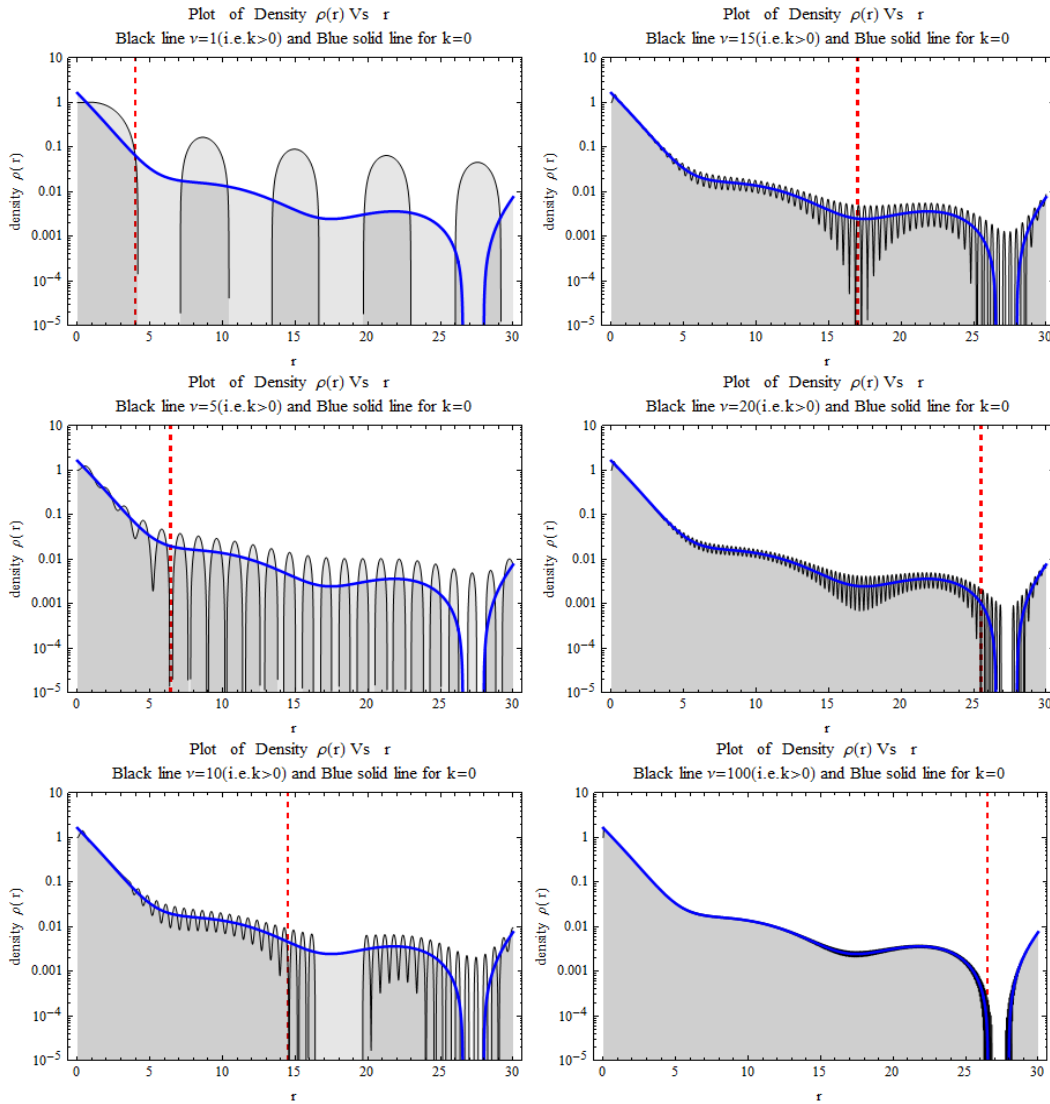 Plot of Density ρ(r) Vs r
Black line ν=1(i.e.k>0) and Blue solid line for k=0
10
1
0.1
0.01
0.001
10⁻⁴
10⁻⁵
density ρ(r)
0 5 10 15 20 25 30
r
Plot of Density ρ(r) Vs r
Black line ν=15(i.e.k>0) and Blue solid line for k=0
10
1
0.1
0.01
0.001
10⁻⁴
10⁻⁵
density ρ(r)
0 5 10 15 20 25 30
r
Plot of Density ρ(r) Vs r
Black line ν=5(i.e.k>0) and Blue solid line for k=0
10
1
0.1
0.01
0.001
10⁻⁴
10⁻⁵
density ρ(r)
0 5 10 15 20 25 30
r
Plot of Density ρ(r) Vs r
Black line ν=20(i.e.k>0) and Blue solid line for k=0
10
1
0.1
0.01
0.001
10⁻⁴
10⁻⁵
density ρ(r)
0 5 10 15 20 25 30
r
Plot of Density ρ(r) Vs r
Black line ν=10(i.e.k>0) and Blue solid line for k=0
10
1
0.1
0.01
0.001
10⁻⁴
10⁻⁵
density ρ(r)
0 5 10 15 20 25 30
r
Plot of Density ρ(r) Vs r
Black line ν=100(i.e.k>0) and Blue solid line for k=0
10
1
0.1
0.01
0.001
10⁻⁴
10⁻⁵
density ρ(r)
0 5 10 15 20 25 30
r